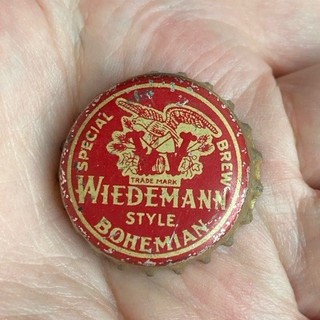 SPECIAL BREW
TRADE MARK
WIEDEMANN
STYLE
BOHEMIAN